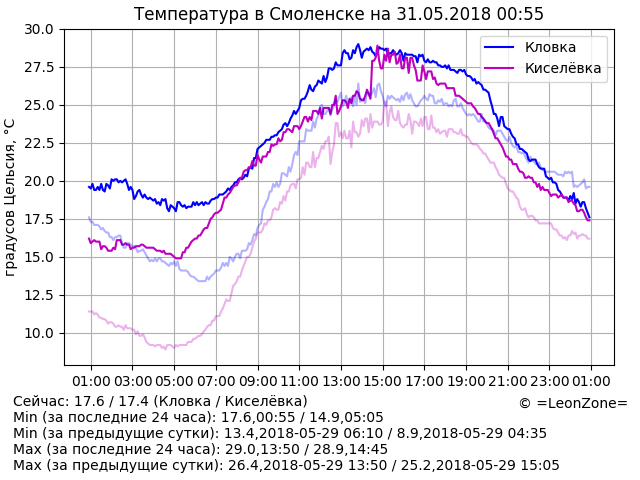 Температура в Смоленске на 31.05.2018 00:55
градусов Цельсия, °C
30.0
27.5
25.0
22.5
20.0
17.5
15.0
12.5
10.0
Кловка
Киселёвка
01:00 03:00 05:00 07:00 09:00 11:00 13:00 15:00 17:00 19:00 21:00 23:00 01:00
Сейчас: 17.6 / 17.4 (Кловка / Киселёвка)
© =LeonZone=
Min (за последние 24 часа): 17.6,00:55 / 14.9,05:05
Min (за предыдущие сутки): 13.4,2018-05-29 06:10 / 8.9,2018-05-29 04:35
Max (за последние 24 часа): 29.0,13:50 / 28.9,14:45
Max (за предыдущие сутки): 26.4,2018-05-29 13:50 / 25.2,2018-05-29 15:05